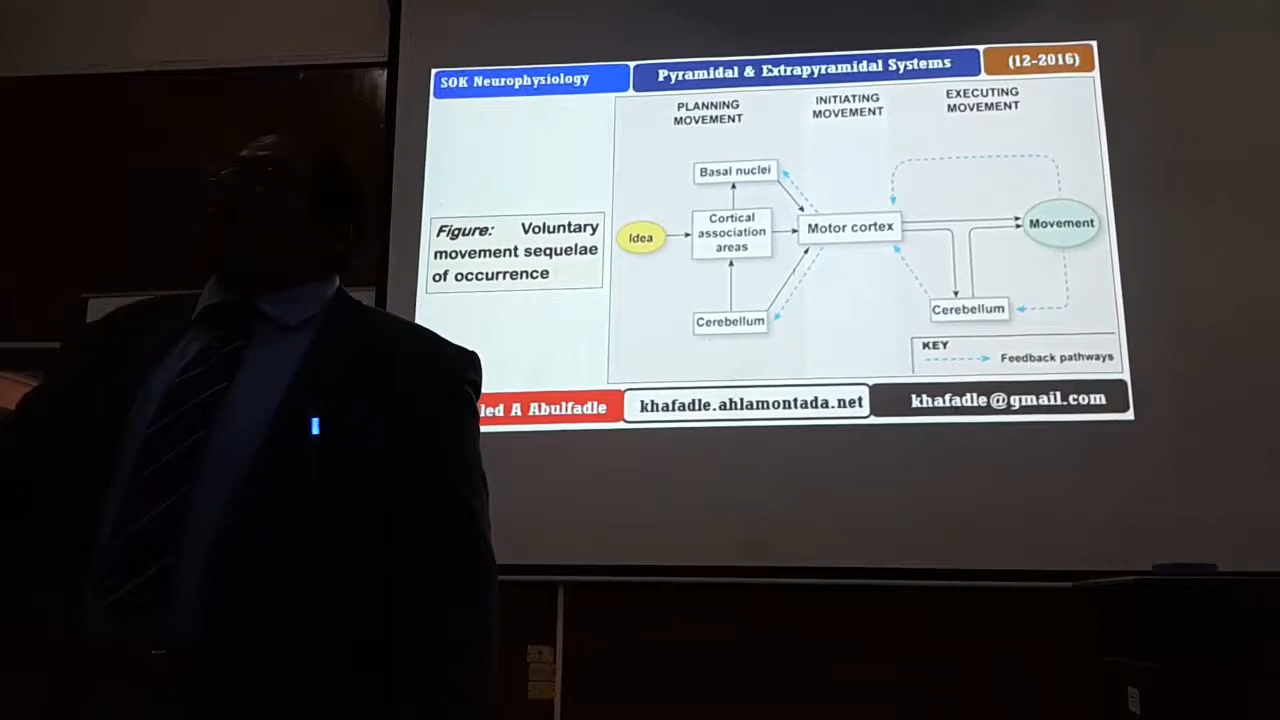 SOK Neurophysiology
Pyramidal & Extrapyramidal Systems
(12-2016)
PLANNING
MOVEMENT
INITIATING
MOVEMENT
EXECUTING
MOVEMENT
Figure: Voluntary
movement sequelae
of occurrence
Idea
Basal nuclei
Cortical
association
areas
Cerebellum
Motor cortex
Movement
Cerebellum
KEY
Feedback pathways
led A Abulfadle
khafadle.ahlamontada.net
khafadle@gmail.com